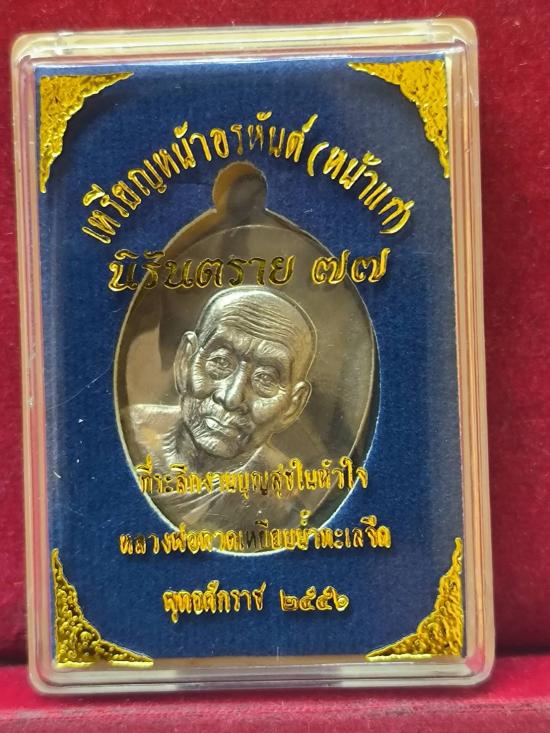 เหรียญหน้าอรหันต์ (หน้าแก่)
นิรันตราย ๗๗
ที่ระลึกงานบุญสุขในหัวใจ
หลวงพ่อทวดเหยียบน้ำทะเลจืด
พุทธศักราช ๒๕๕๖